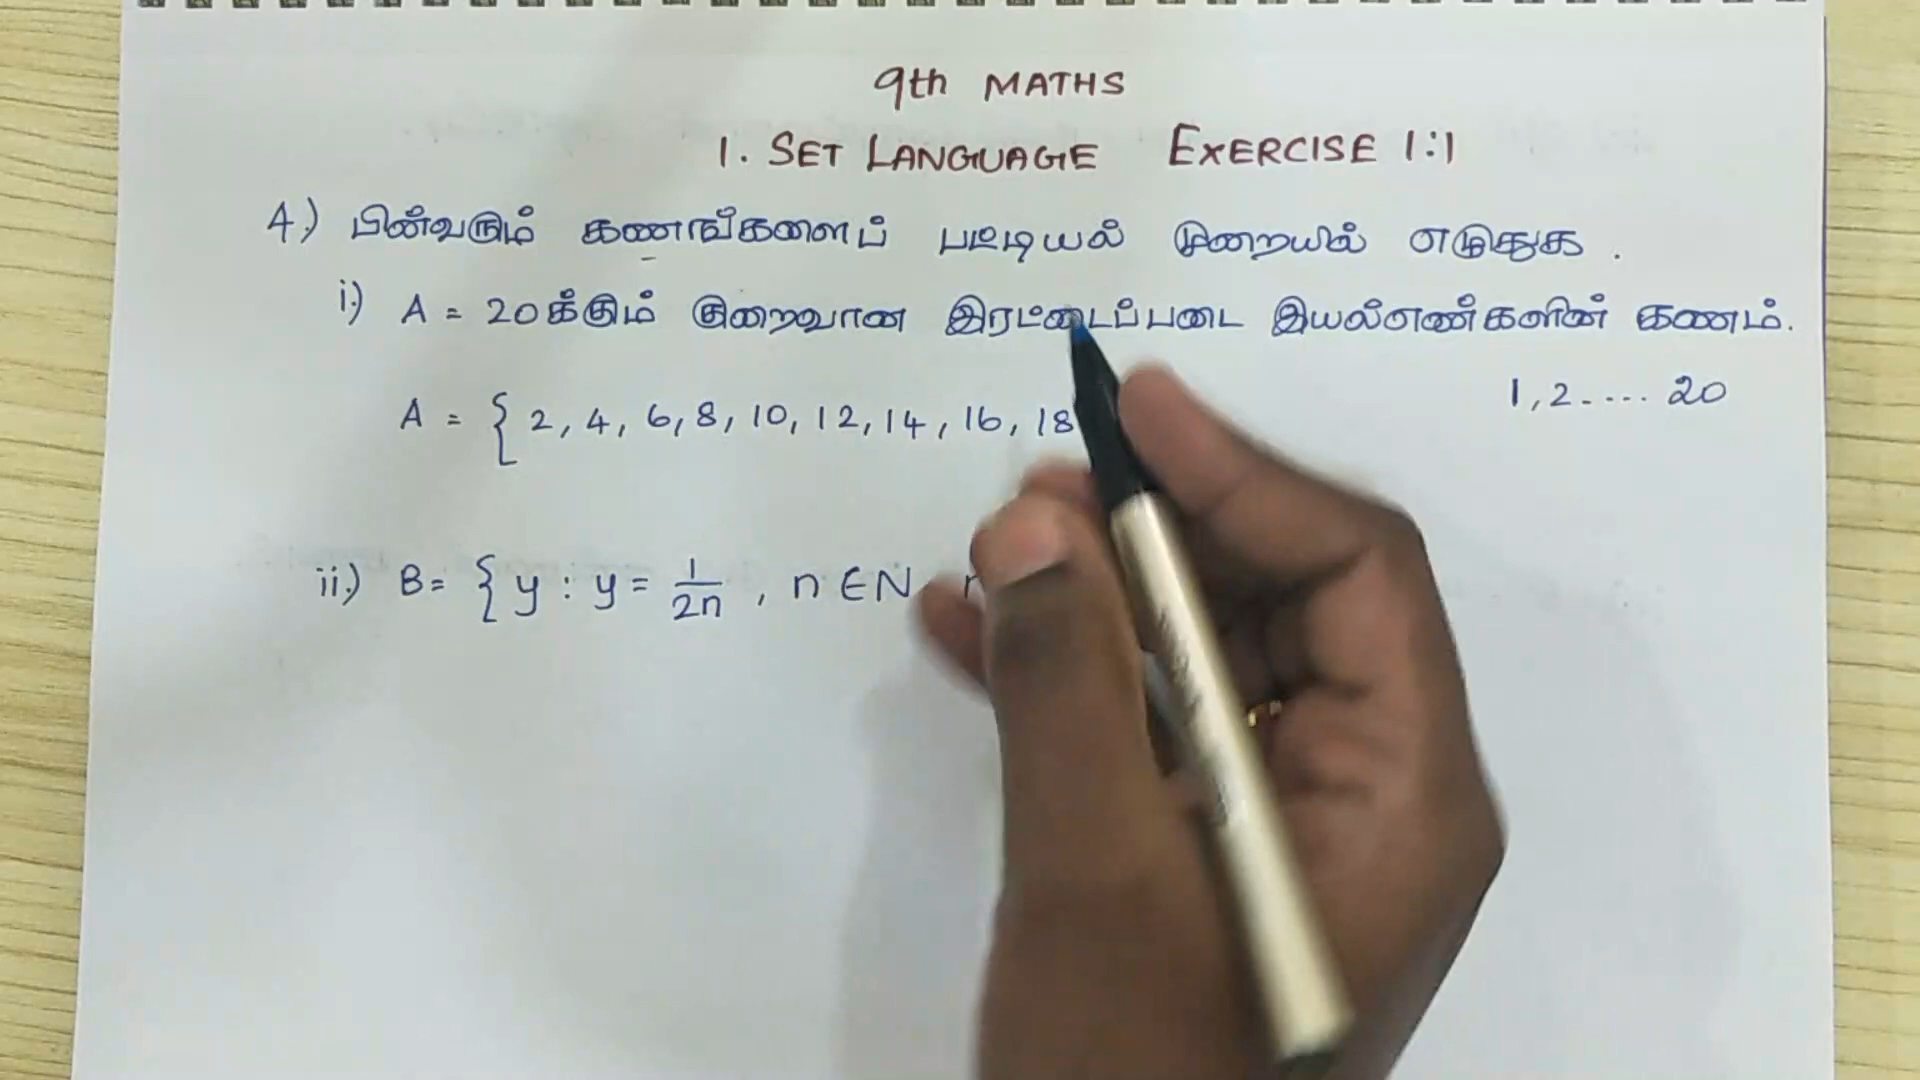 9th MATHS
1. SET LANGUAGE EXERCISE 1:1
4.) பின்வரும் கணங்களைப் பட்டியல் முறையில் எழுதுக .
i) A = 20க்கும் குறைவான இரட்டைப்படை இயல்எண்களின் கணம்.
1,2.... 20
A = { 2, 4, 6, 8, 10, 12, 14, 16, 18
ii) B= { y : y = 1/2n , n ∈ N